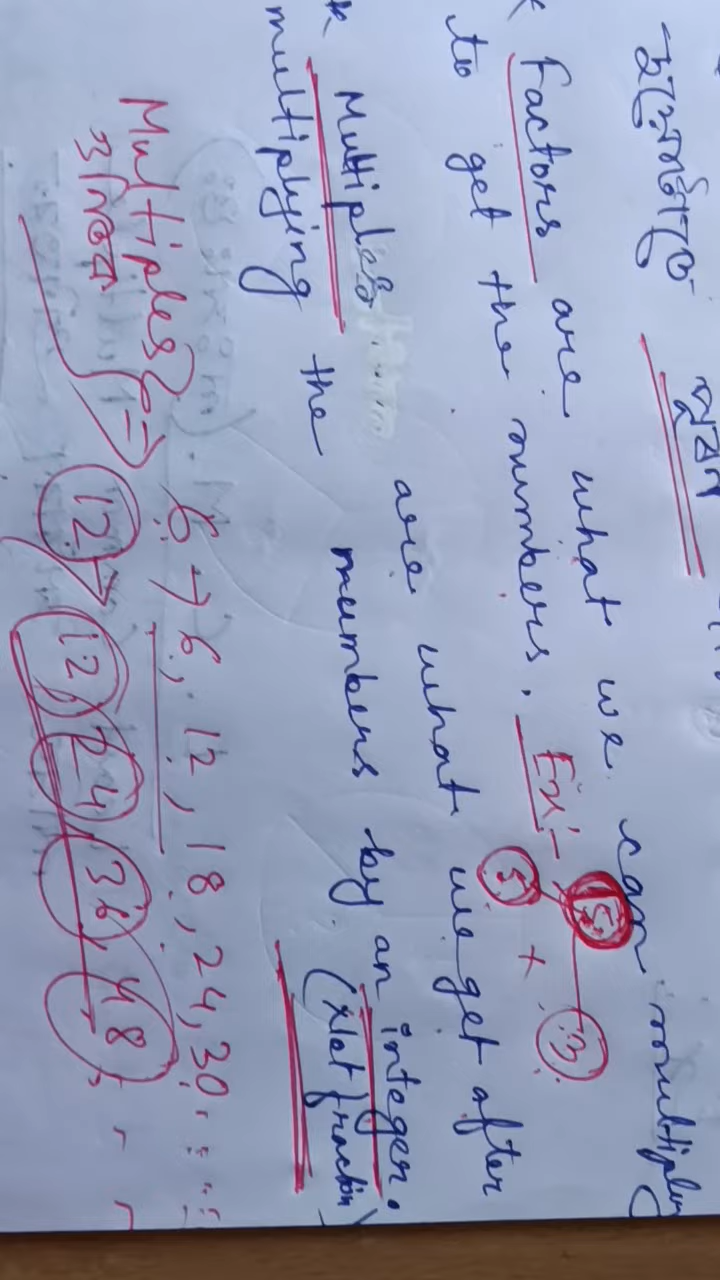 * Factors are what we can multiply
to get the numbers. Ex:- 15
5 × 3
* Multiples are what we get after
multiplying the numbers by an integer.
(Not fraction)
Multiples => 6 → 6, 12, 18, 24, 30
12 → 12, 24, 36, 48,